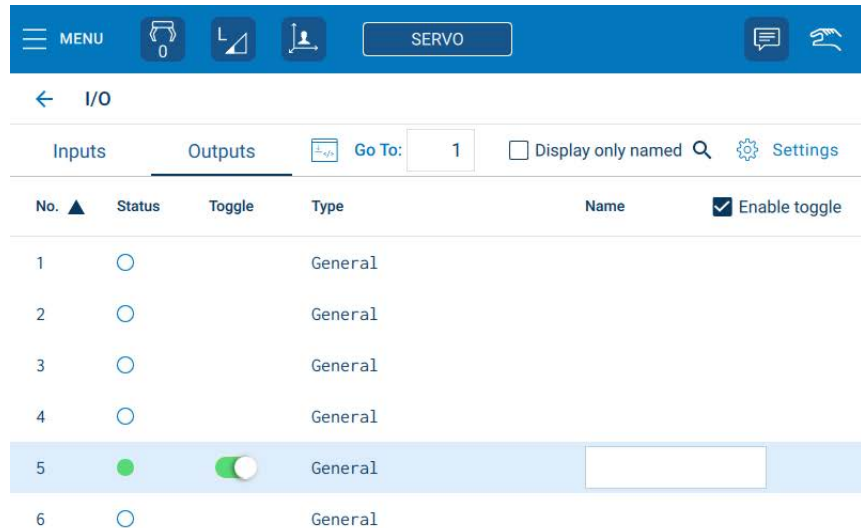 MENU 0 L SERVO
I/O
Inputs Outputs Go To: 1 Display only named Settings
No. Status Toggle Type Name Enable toggle
1 General
2 General
3 General
4 General
5 General
6 General